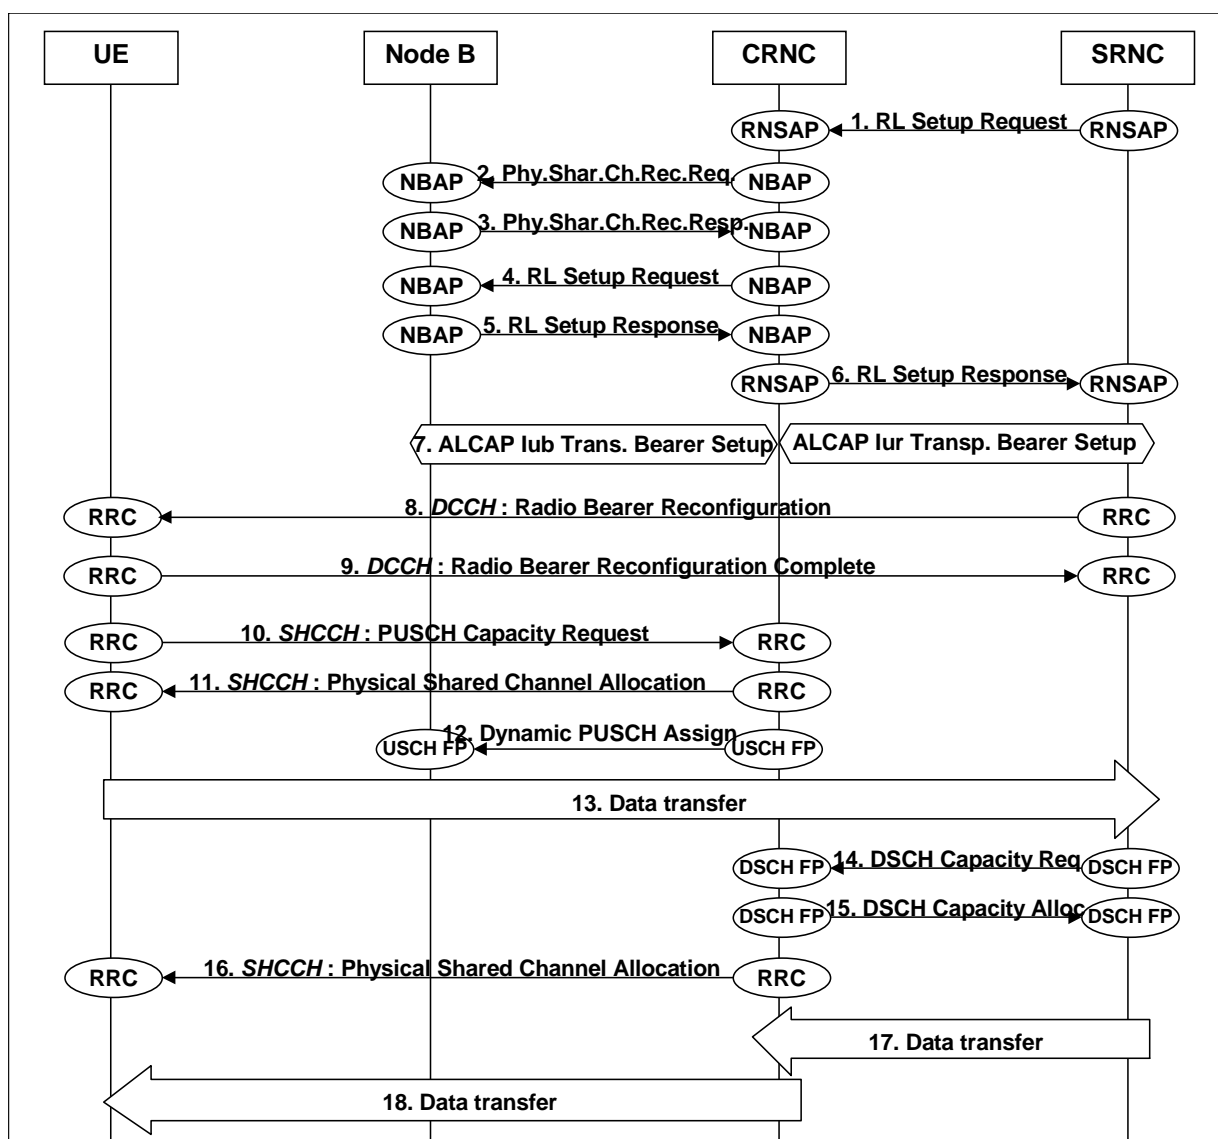 UE Node B CRNC SRNC
RNSAP 1. RL Setup Request RNSAP
NBAP 2. Phy.Shar.Ch.Rec.Req. NBAP
NBAP 3. Phy.Shar.Ch.Rec.Resp. NBAP
NBAP 4. RL Setup Request NBAP
NBAP 5. RL Setup Response NBAP
RNSAP 6. RL Setup Response RNSAP
7. ALCAP Iub Trans. Bearer Setup ALCAP Iur Transp. Bearer Setup
RRC 8. DCCH : Radio Bearer Reconfiguration RRC
RRC 9. DCCH : Radio Bearer Reconfiguration Complete RRC
RRC 10. SHCCH : PUSCH Capacity Request RRC
RRC 11. SHCCH : Physical Shared Channel Allocation RRC
USCH FP 12. Dynamic PUSCH Assign USCH FP
13. Data transfer
DSCH FP 14. DSCH Capacity Req DSCH FP
DSCH FP 15. DSCH Capacity Alloc DSCH FP
RRC 16. SHCCH : Physical Shared Channel Allocation RRC
17. Data transfer
18. Data transfer